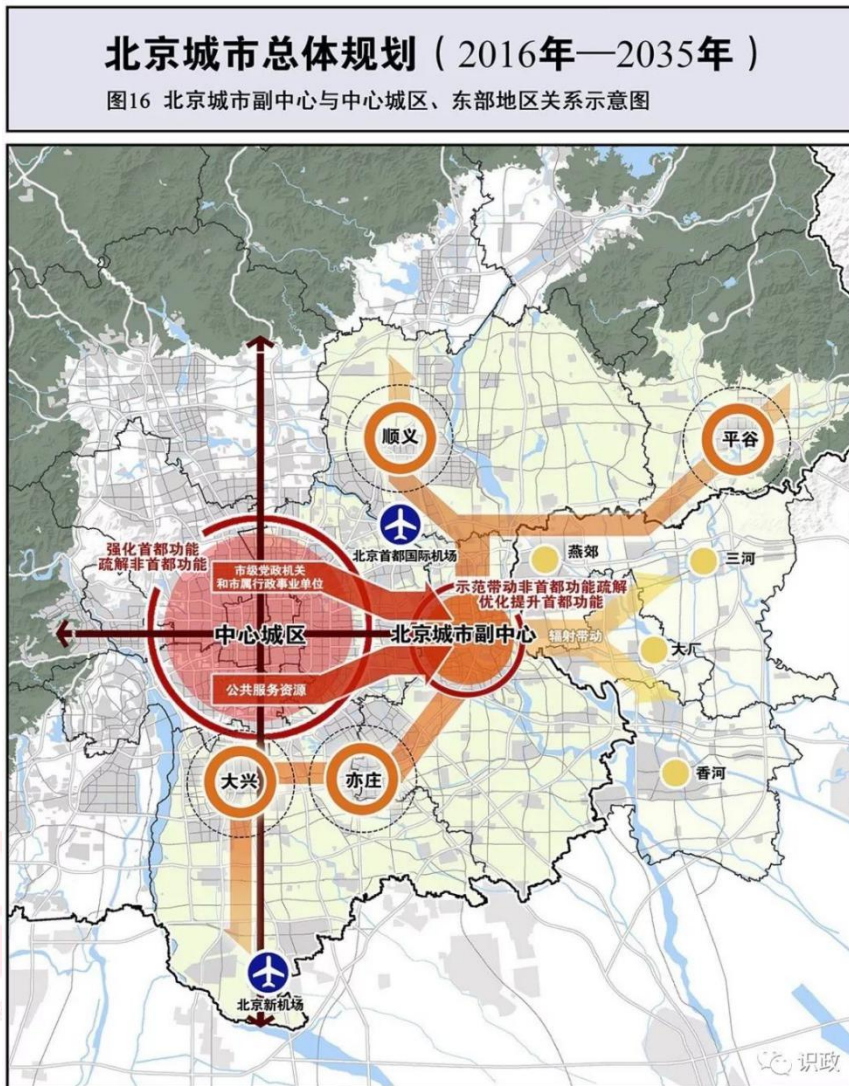 北京城市总体规划（2016年—2035年）
图16 北京城市副中心与中心城区、东部地区关系示意图
顺义
平谷
北京首都国际机场
燕郊
三河
强化首都功能
疏解非首都功能
市级党政机关
和市属行政事业单位
示范带动非首都功能疏解
优化提升首都功能
中心城区
北京城市副中心
辐射带动
大厂
公共服务资源
大兴
亦庄
香河
北京新机场
识政